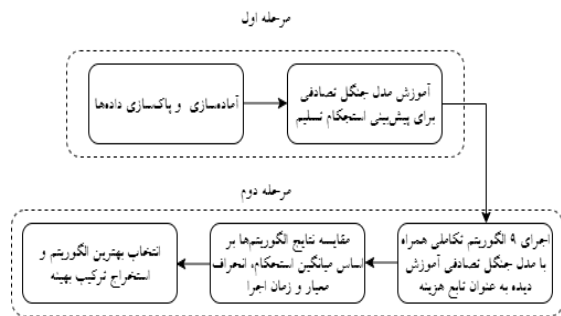 مرحله اول
آماده‌سازی و پاک‌سازی داده‌ها
آموزش مدل جنگل تصادفی
برای پیش‌بینی استحکام تسلیم
مرحله دوم
اجرای ۹ الگوریتم تکاملی همراه
با مدل جنگل تصادفی آموزش
دیده به عنوان تابع هزینه
مقایسه نتایج الگوریتم‌ها بر
اساس میانگین استحکام، انحراف
معیار و زمان اجرا
انتخاب بهترین الگوریتم و
استخراج ترکیب بهینه